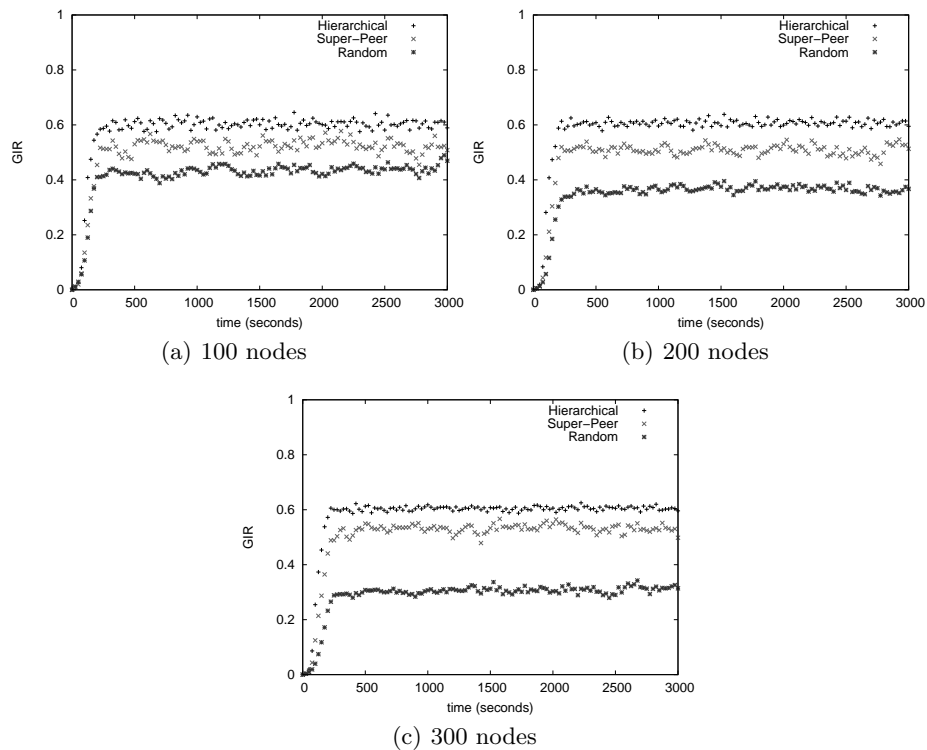 Hierarchical
Super-Peer
Random
1
0.8
0.6
0.4
0.2
0
GIR
0 500 1000 1500 2000 2500 3000
time (seconds)
(a) 100 nodes
Hierarchical
Super-Peer
Random
1
0.8
0.6
0.4
0.2
0
GIR
0 500 1000 1500 2000 2500 3000
time (seconds)
(b) 200 nodes
Hierarchical
Super-Peer
Random
1
0.8
0.6
0.4
0.2
0
GIR
0 500 1000 1500 2000 2500 3000
time (seconds)
(c) 300 nodes